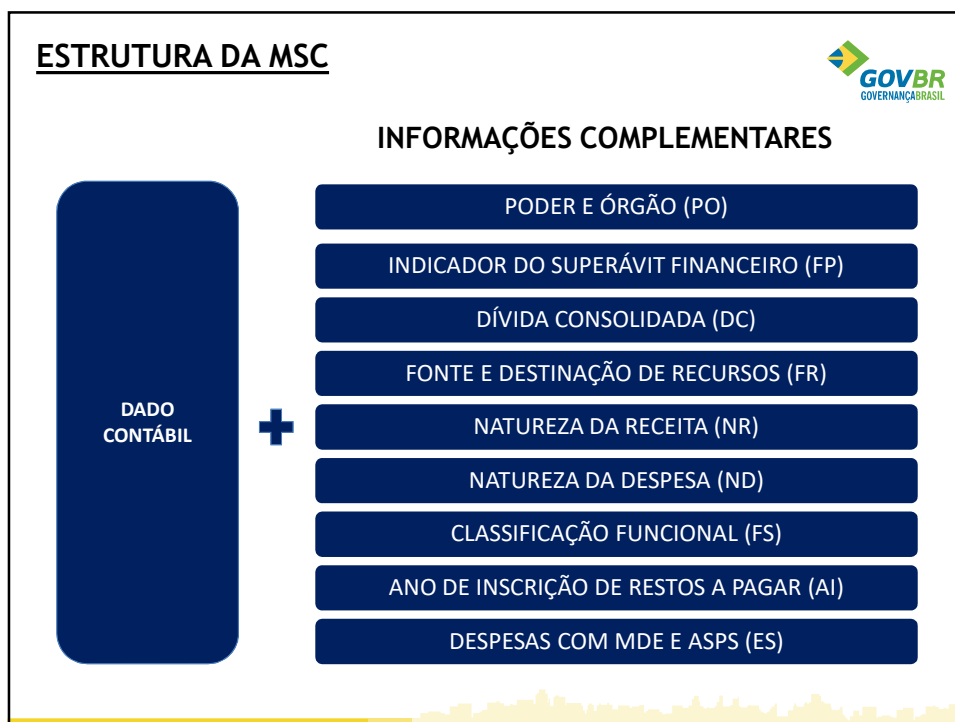 ESTRUTURA DA MSC
GOVBR
GOVERNANÇABRASIL
INFORMAÇÕES COMPLEMENTARES
DADO
CONTÁBIL
PODER E ÓRGÃO (PO)
INDICADOR DO SUPERÁVIT FINANCEIRO (FP)
DÍVIDA CONSOLIDADA (DC)
FONTE E DESTINAÇÃO DE RECURSOS (FR)
NATUREZA DA RECEITA (NR)
NATUREZA DA DESPESA (ND)
CLASSIFICAÇÃO FUNCIONAL (FS)
ANO DE INSCRIÇÃO DE RESTOS A PAGAR (AI)
DESPESAS COM MDE E ASPS (ES)